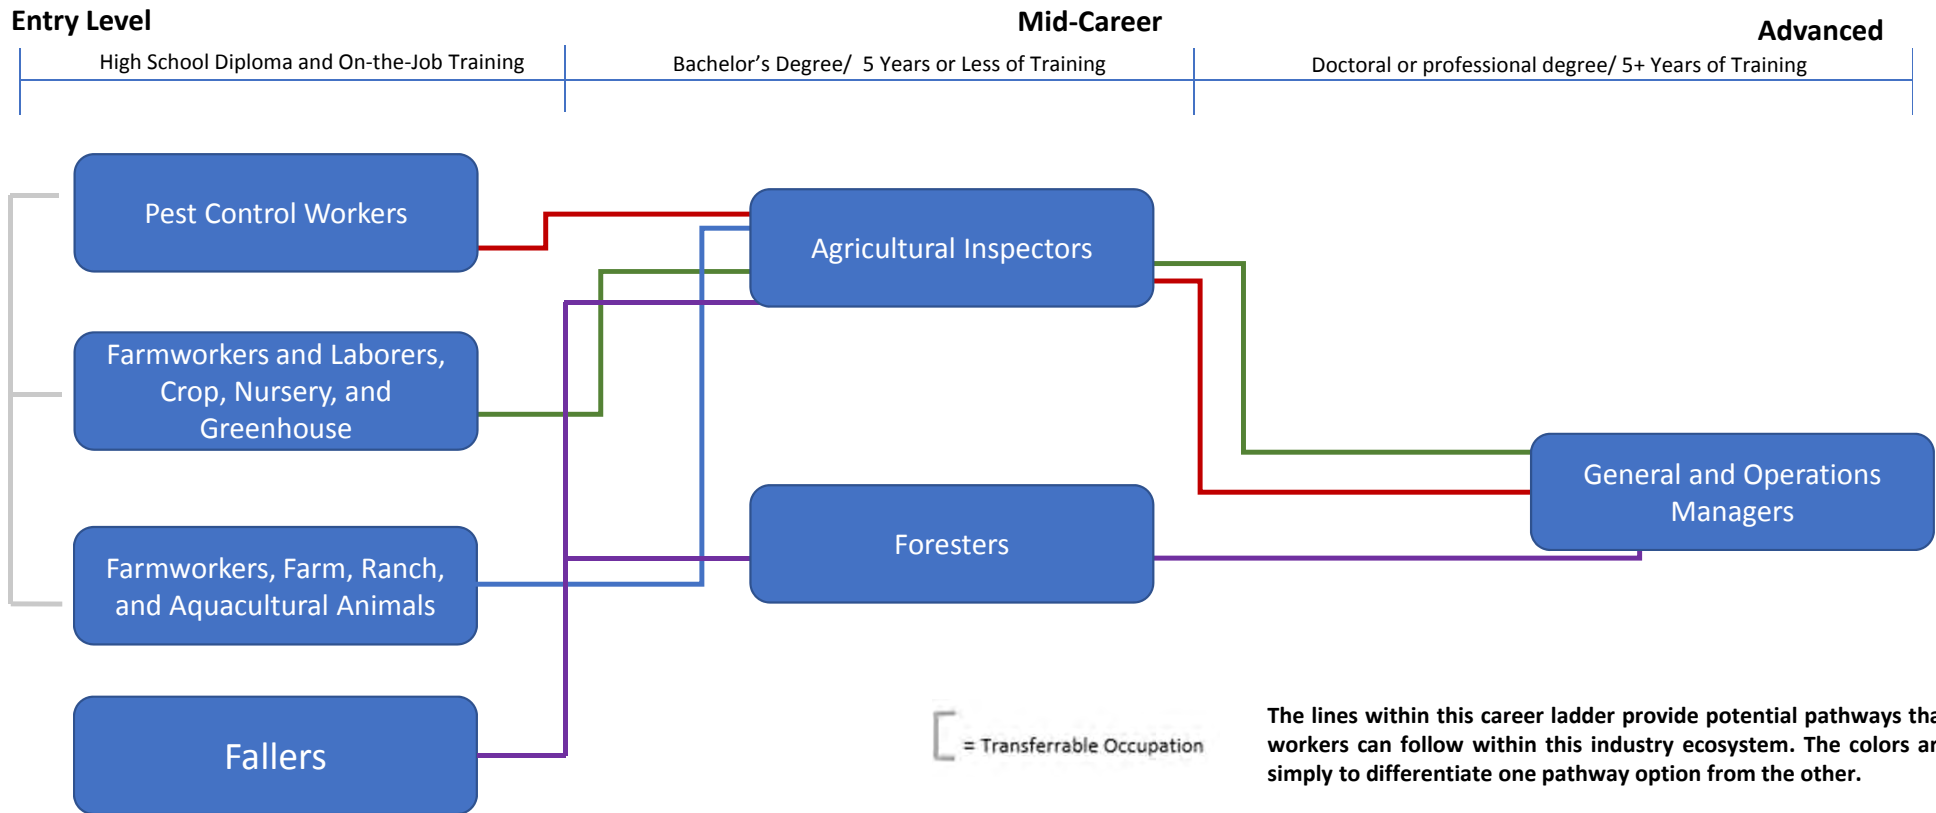 Entry Level
Mid-Career
Advanced
High School Diploma and On-the-Job Training
Bachelor’s Degree/ 5 Years or Less of Training
Doctoral or professional degree/ 5+ Years of Training
Pest Control Workers
Agricultural Inspectors
Farmworkers and Laborers,
Crop, Nursery, and
Greenhouse
General and Operations
Managers
Foresters
Farmworkers, Farm, Ranch,
and Aquacultural Animals
Fallers
= Transferrable Occupation
The lines within this career ladder provide potential pathways tha
workers can follow within this industry ecosystem. The colors ar
simply to differentiate one pathway option from the other.